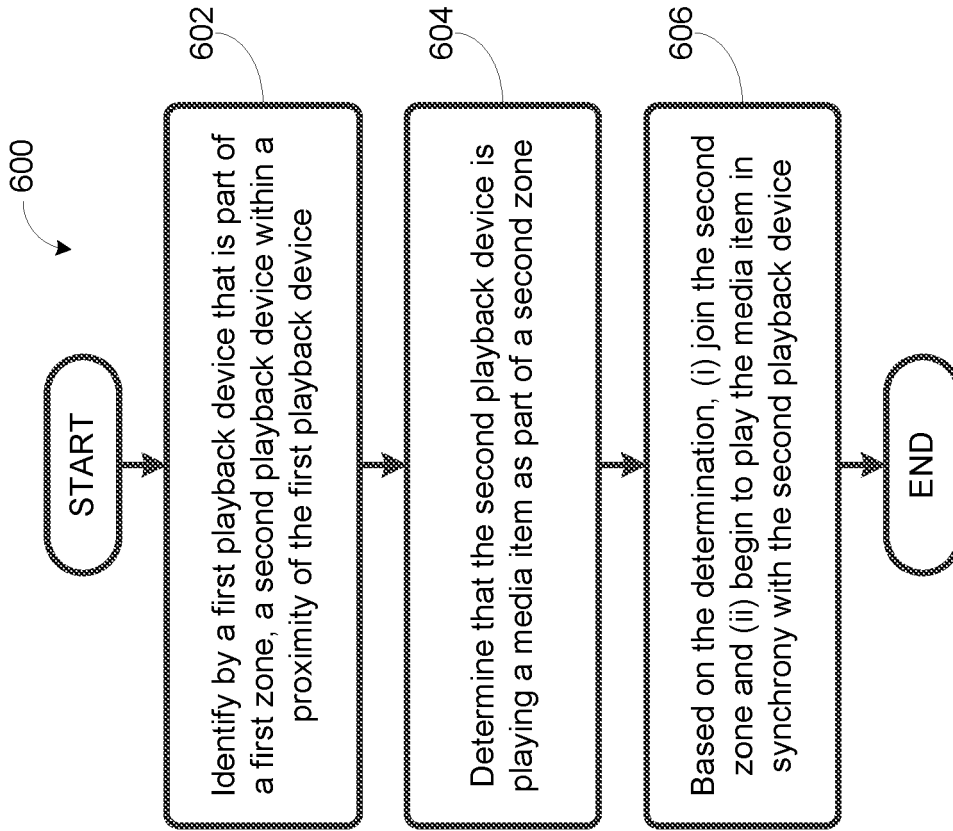 600
START
602
Identify by a first playback device that is part of
a first zone, a second playback device within a
proximity of the first playback device
604
Determine that the second playback device is
playing a media item as part of a second zone
606
Based on the determination, (i) join the second
zone and (ii) begin to play the media item in
synchrony with the second playback device
END